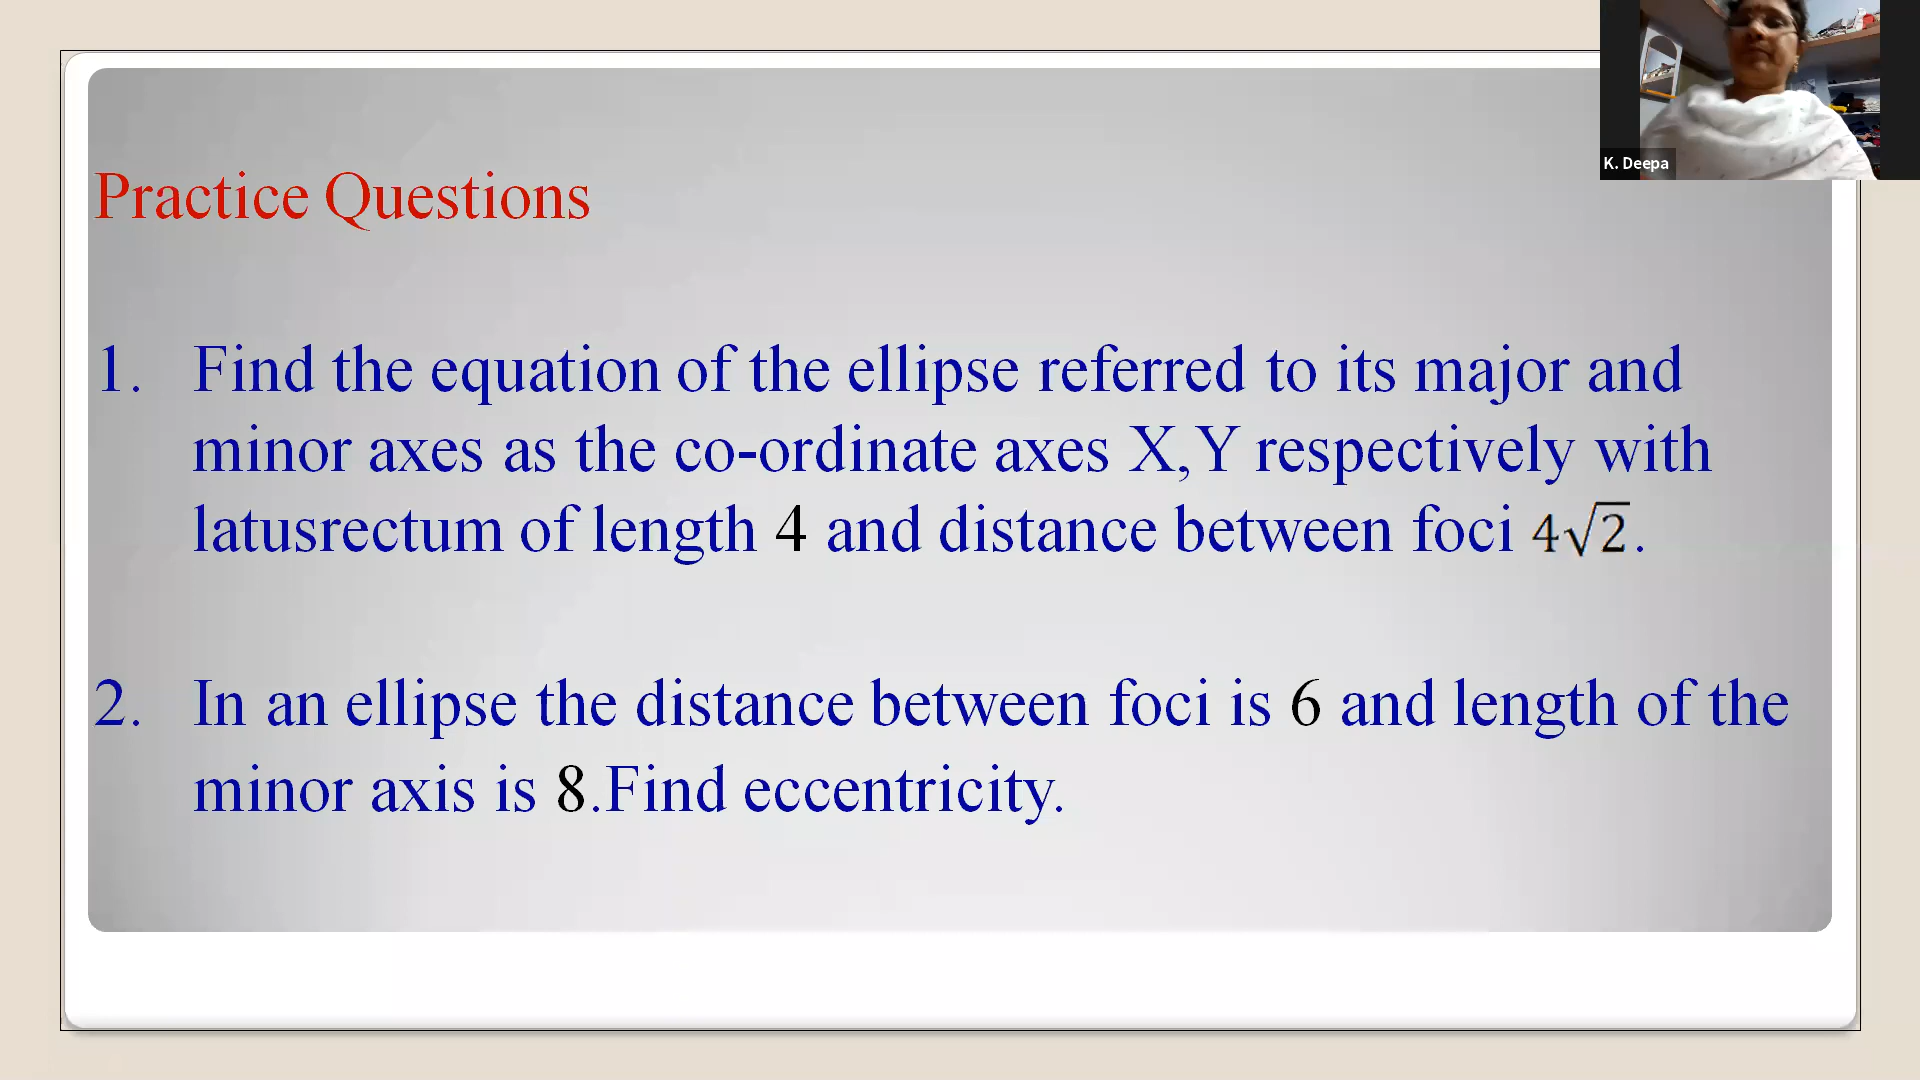 K. Deepa
Practice Questions
1. Find the equation of the ellipse referred to its major and
minor axes as the co-ordinate axes X,Y respectively with
latusrectum of length 4 and distance between foci 4√2.
2. In an ellipse the distance between foci is 6 and length of the
minor axis is 8.Find eccentricity.